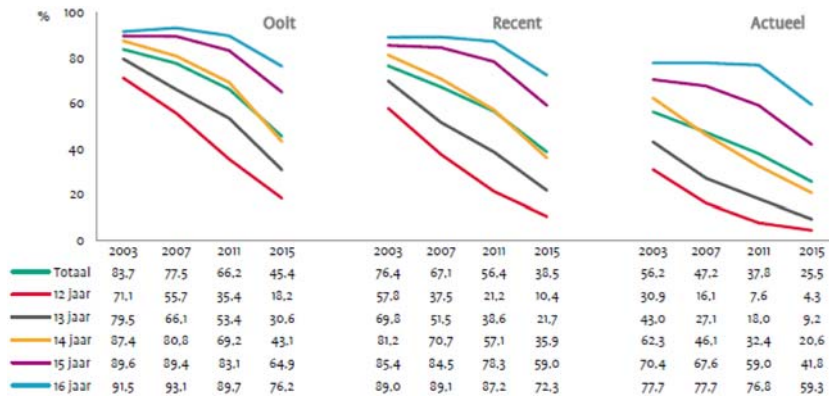 % 100 Ooit Recent Actueel
80
60
40
20
0
2003 2007 2011 2015 2003 2007 2011 2015 2003 2007 2011 2015
Totaal 83,7 77,5 66,2 45,4 76,4 67,1 56,4 38,5 56,2 47,2 37,8 25,5
12 jaar 71,1 55,7 35,4 18,2 57,8 37,5 21,2 10,4 30,9 16,1 7,6 4,3
13 jaar 79,5 66,1 53,4 30,6 69,8 51,5 38,6 21,7 43,0 27,1 18,0 9,2
14 jaar 87,4 80,8 69,2 43,1 81,2 70,7 57,1 35,9 62,3 46,1 32,4 20,6
15 jaar 89,6 89,4 83,1 64,9 85,4 84,5 78,3 59,0 70,4 67,6 59,0 41,8
16 jaar 91,5 93,1 89,7 76,2 89,0 89,1 87,2 72,3 77,7 77,7 76,8 59,3